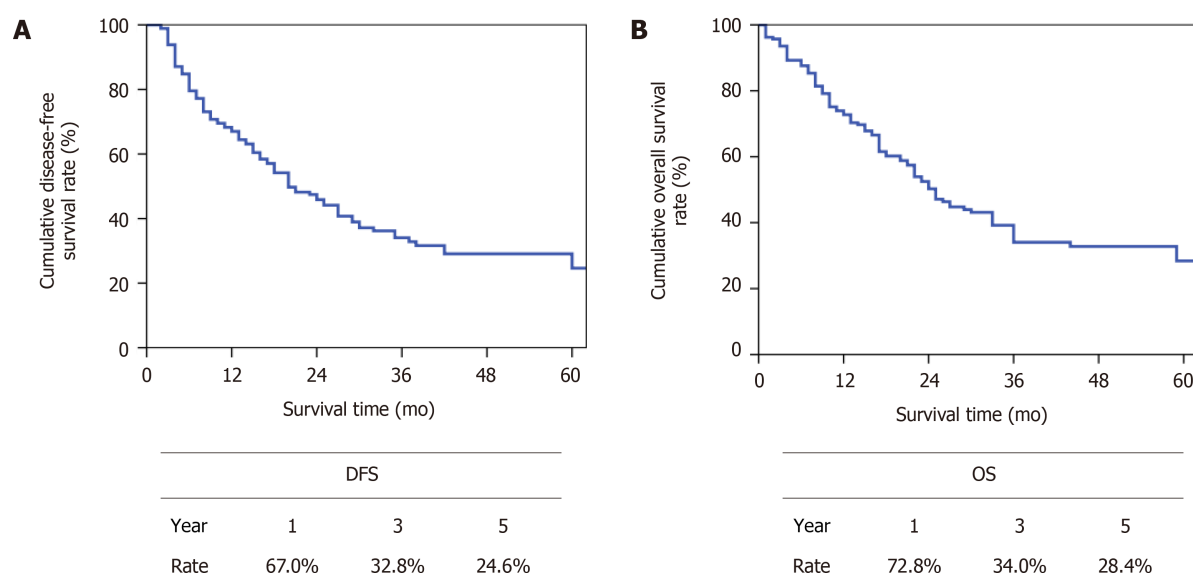 A
Cumulative disease-free
survival rate (%)
100
80
60
40
20
0
0 12 24 36 48 60
Survival time (mo)
DFS
Year 1 3 5
Rate 67.0% 32.8% 24.6%
B
Cumulative overall survival
rate (%)
100
80
60
40
20
0
0 12 24 36 48 60
Survival time (mo)
OS
Year 1 3 5
Rate 72.8% 34.0% 28.4%